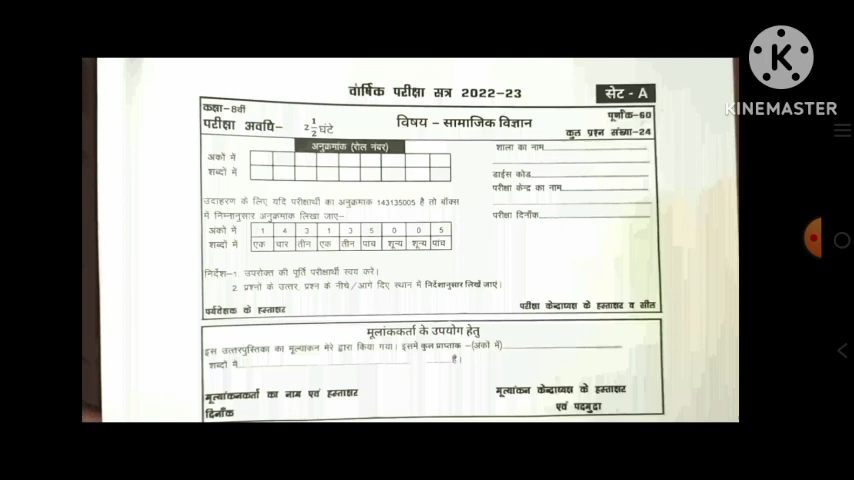 K
KINEMASTER
वार्षिक परीक्षा सत्र 2022-23
सेट - A
कक्षा-8वीं
पूर्णांक-60
परीक्षा अवधि- 2 1/2 घंटे
विषय - सामाजिक विज्ञान
कुल प्रश्न संख्या-24
अनुक्रमांक (रोल नंबर)
अंकों में
शब्दों में
शाला का नाम
डाईस कोड
परीक्षा केन्द्र का नाम
परीक्षा दिनाँक
उदाहरण के लिए यदि परीक्षार्थी का अनुक्रमांक 143135005 है तो बॉक्स
में निम्नानुसार अनुक्रमांक लिखा जाए-
अंकों में 1 4 3 1 3 5 0 0 5
शब्दों में एक चार तीन एक तीन पांच शून्य शून्य पांच
निर्देश-1. उपरोक्त की पूर्ति परीक्षार्थी स्वयं करें।
2. प्रश्नों के उत्तर, प्रश्न के नीचे/आगे दिए स्थान में निर्देशानुसार लिखें जाएं।
पर्यवेक्षक के हस्ताक्षर
परीक्षा केन्द्राध्यक्ष के हस्ताक्षर व सील
मूल्यांककर्ता के उपयोग हेतु
इस उत्तरपुस्तिका का मूल्यांकन मेरे द्वारा किया गया। इसमें कुल प्राप्तांक -(अंकों में)
शब्दों में है।
मूल्यांकनकर्ता का नाम एवं हस्ताक्षर
मूल्यांकन केन्द्राध्यक्ष के हस्ताक्षर
दिनाँक
एवं पदमुद्रा